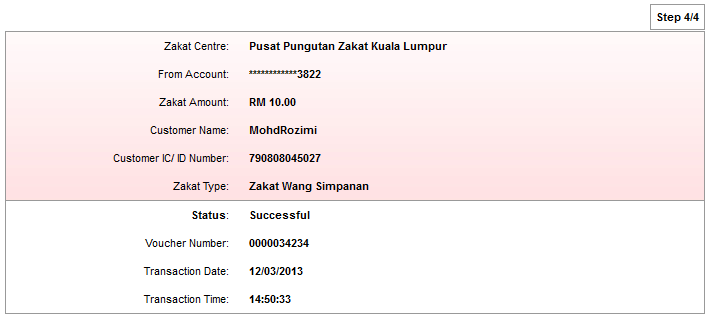 Step 4/4
Zakat Centre: Pusat Pungutan Zakat Kuala Lumpur
From Account: ************3822
Zakat Amount: RM 10.00
Customer Name: MohdRozimi
Customer IC/ ID Number: 790808045027
Zakat Type: Zakat Wang Simpanan
Status: Successful
Voucher Number: 0000034234
Transaction Date: 12/03/2013
Transaction Time: 14:50:33